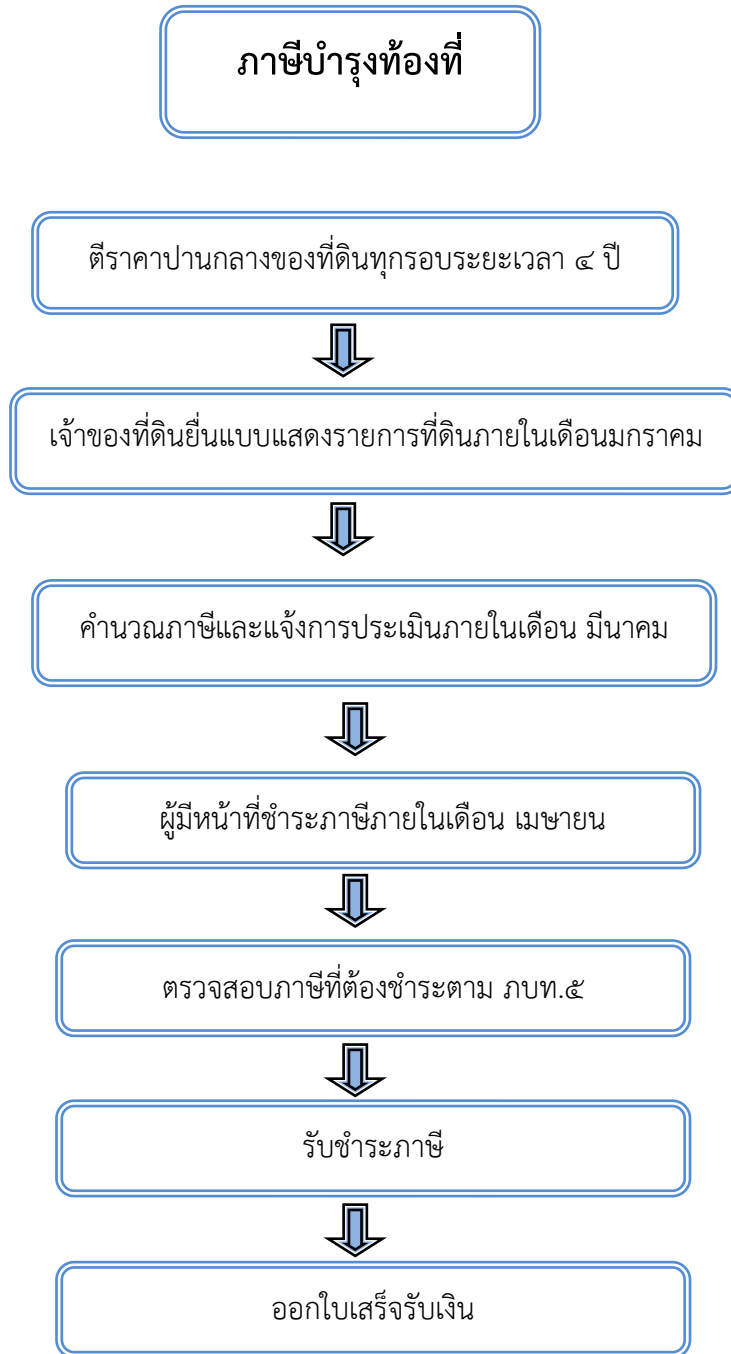 ภาษีบำรุงท้องที่
ตีราคาปานกลางของที่ดินทุกรอบระยะเวลา ๔ ปี
เจ้าของที่ดินยื่นแบบแสดงรายการที่ดินภายในเดือนมกราคม
คำนวณภาษีและแจ้งการประเมินภายในเดือน มีนาคม
ผู้มีหน้าที่ชำระภาษีภายในเดือน เมษายน
ตรวจสอบภาษีที่ต้องชำระตาม ภบท.๕
รับชำระภาษี
ออกใบเสร็จรับเงิน